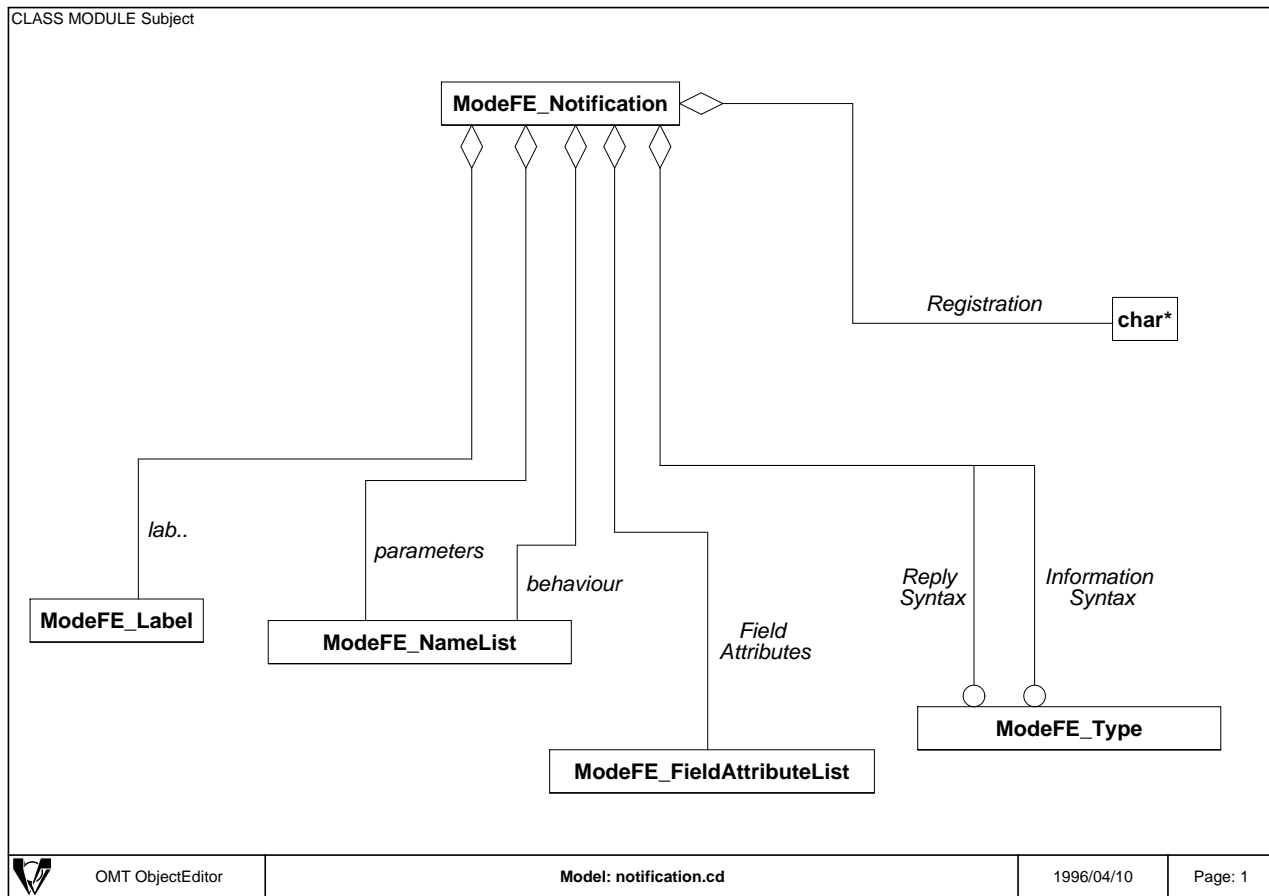 CLASS MODULE Subject
ModeFE_Notification
Registration
char*
lab..
parameters
behaviour
Reply
Syntax
Information
Syntax
ModeFE_Label
ModeFE_NameList
Field
Attributes
ModeFE_Type
ModeFE_FieldAttributeList
OMT ObjectEditor
Model: notification.cd
1996/04/10
Page: 1